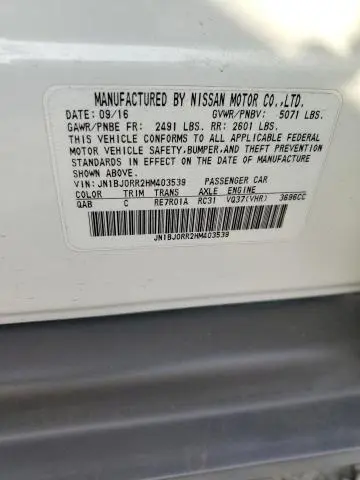 MANUFACTURED BY NISSAN MOTOR CO.,LTD.
DATE: 09/16 GVWR/PNBV: 5071 LBS.
GAWR/PNBE FR: 2491 LBS. RR: 2601 LBS.
THIS VEHICLE CONFORMS TO ALL APPLICABLE FEDERAL
MOTOR VEHICLE SAFETY,BUMPER,AND THEFT PREVENTION
STANDARDS IN EFFECT ON THE DATE OF MANUFACTURE
SHOWN ABOVE.
VIN: JN1BJ0RR2HM403539 PASSENGER CAR
COLOR TRIM TRANS AXLE ENGINE
QAB C RE7R01A RC31 VQ37(VHR) 3696CC
JN1BJ0RR2HM403539